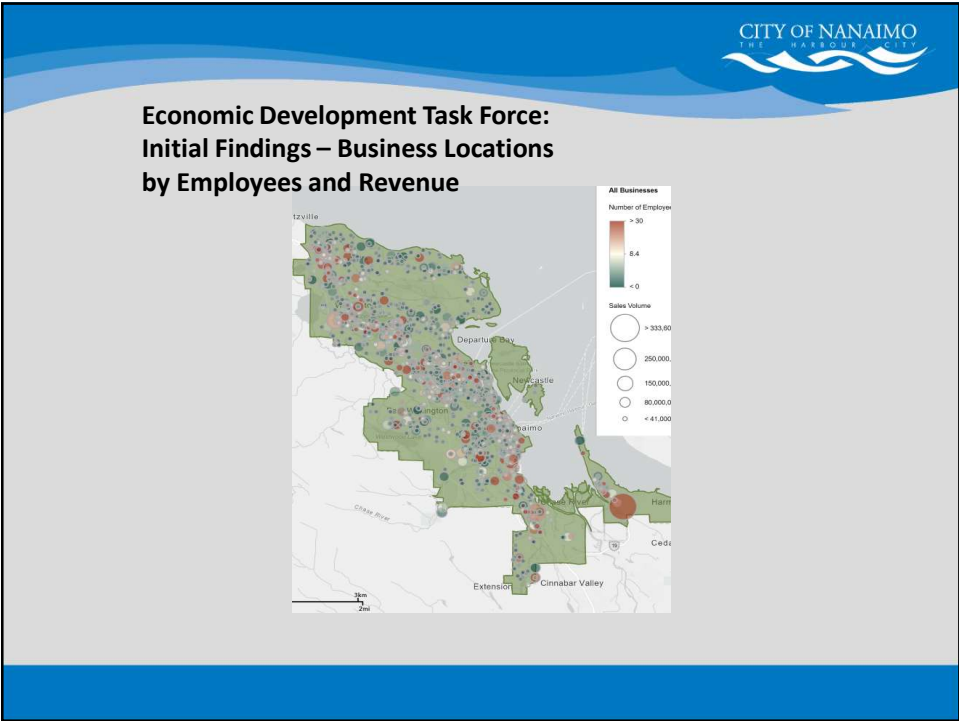 CITY OF NANAIMO
THE HARBOUR CITY
Economic Development Task Force:
Initial Findings – Business Locations
by Employees and Revenue
All Businesses
Number of Employee
> 30
8.4
< 0
Sales Volume
> 333,60
250,000,
150,000,
80,000,0
< 41,000
tzville
Departure Bay
Newcastle
naimo
Chase River
Harm
19
Ceda
Extension
Cinnabar Valley
3km
2mi